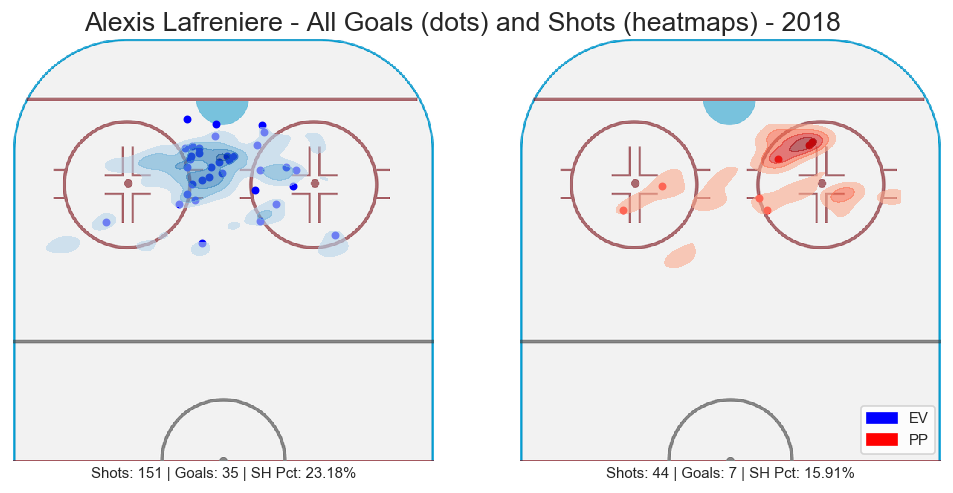 Alexis Lafreniere - All Goals (dots) and Shots (heatmaps) - 2018
EV
PP
Shots: 151 | Goals: 35 | SH Pct: 23.18%
Shots: 44 | Goals: 7 | SH Pct: 15.91%